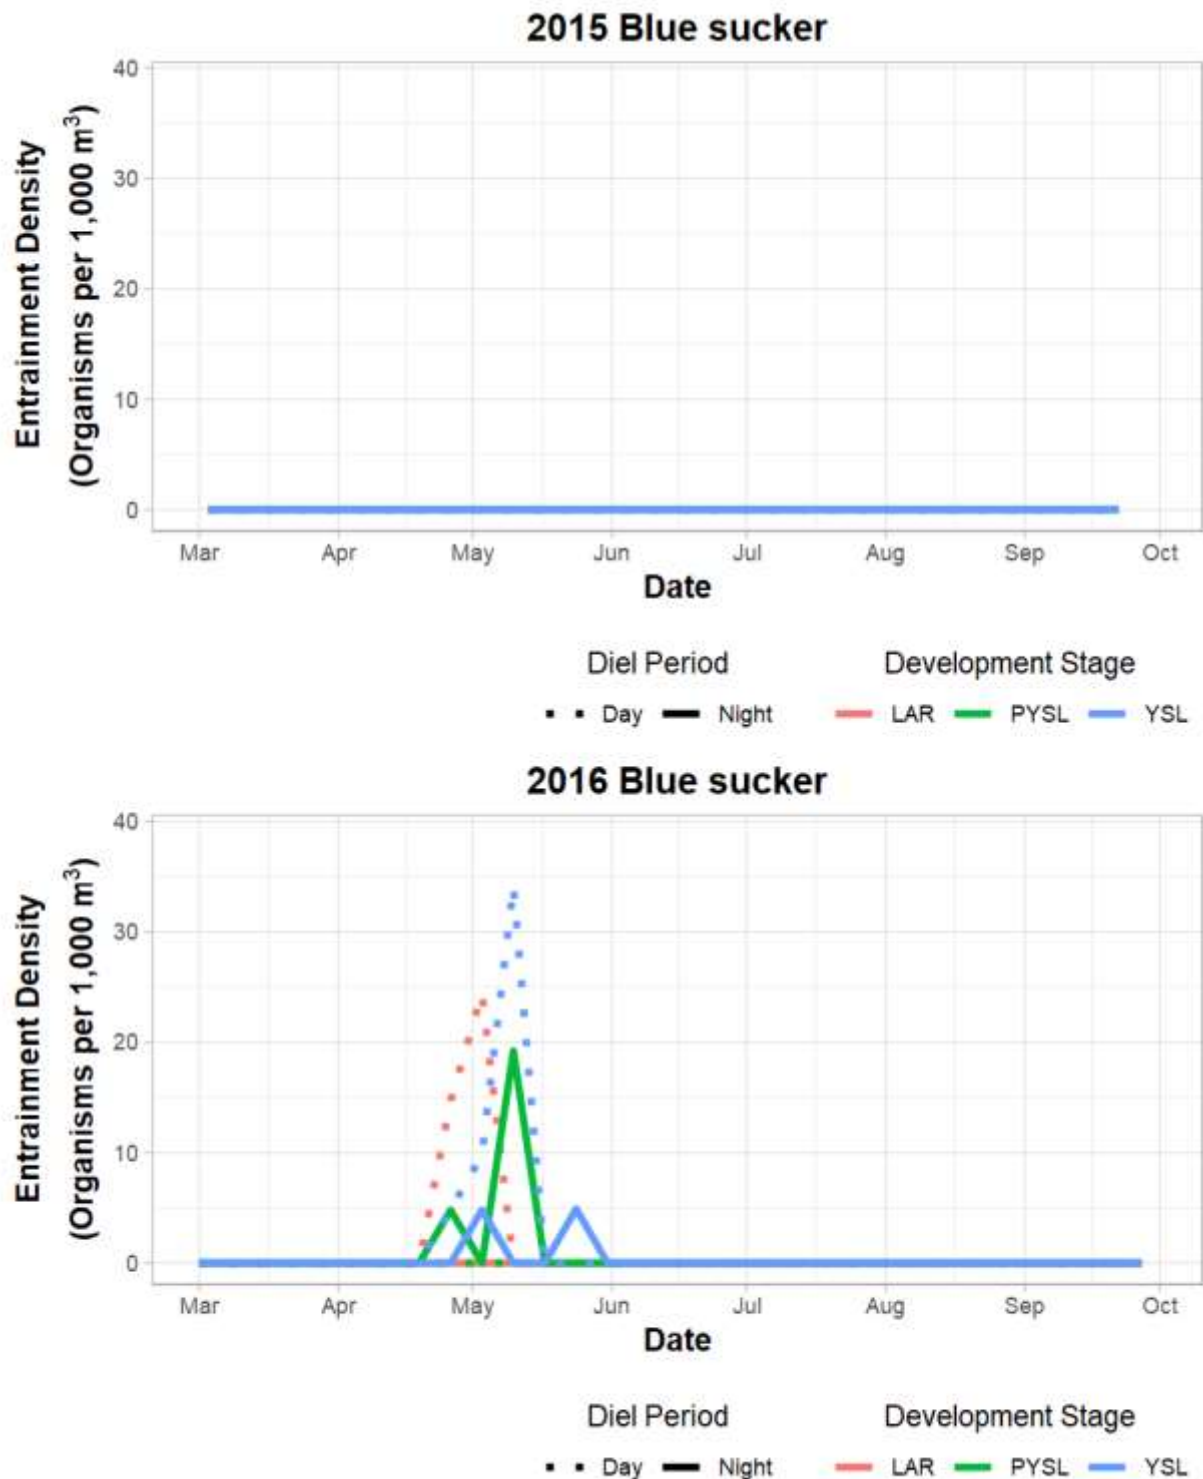 2015 Blue sucker
Entrainment Density
(Organisms per 1,000 m³)
40
30
20
10
0
Mar Apr May Jun Jul Aug Sep Oct
Date
Diel Period Development Stage
Day Night LAR PYSL YSL
2016 Blue sucker
Entrainment Density
(Organisms per 1,000 m³)
40
30
20
10
0
Mar Apr May Jun Jul Aug Sep Oct
Date
Diel Period Development Stage
Day Night LAR PYSL YSL